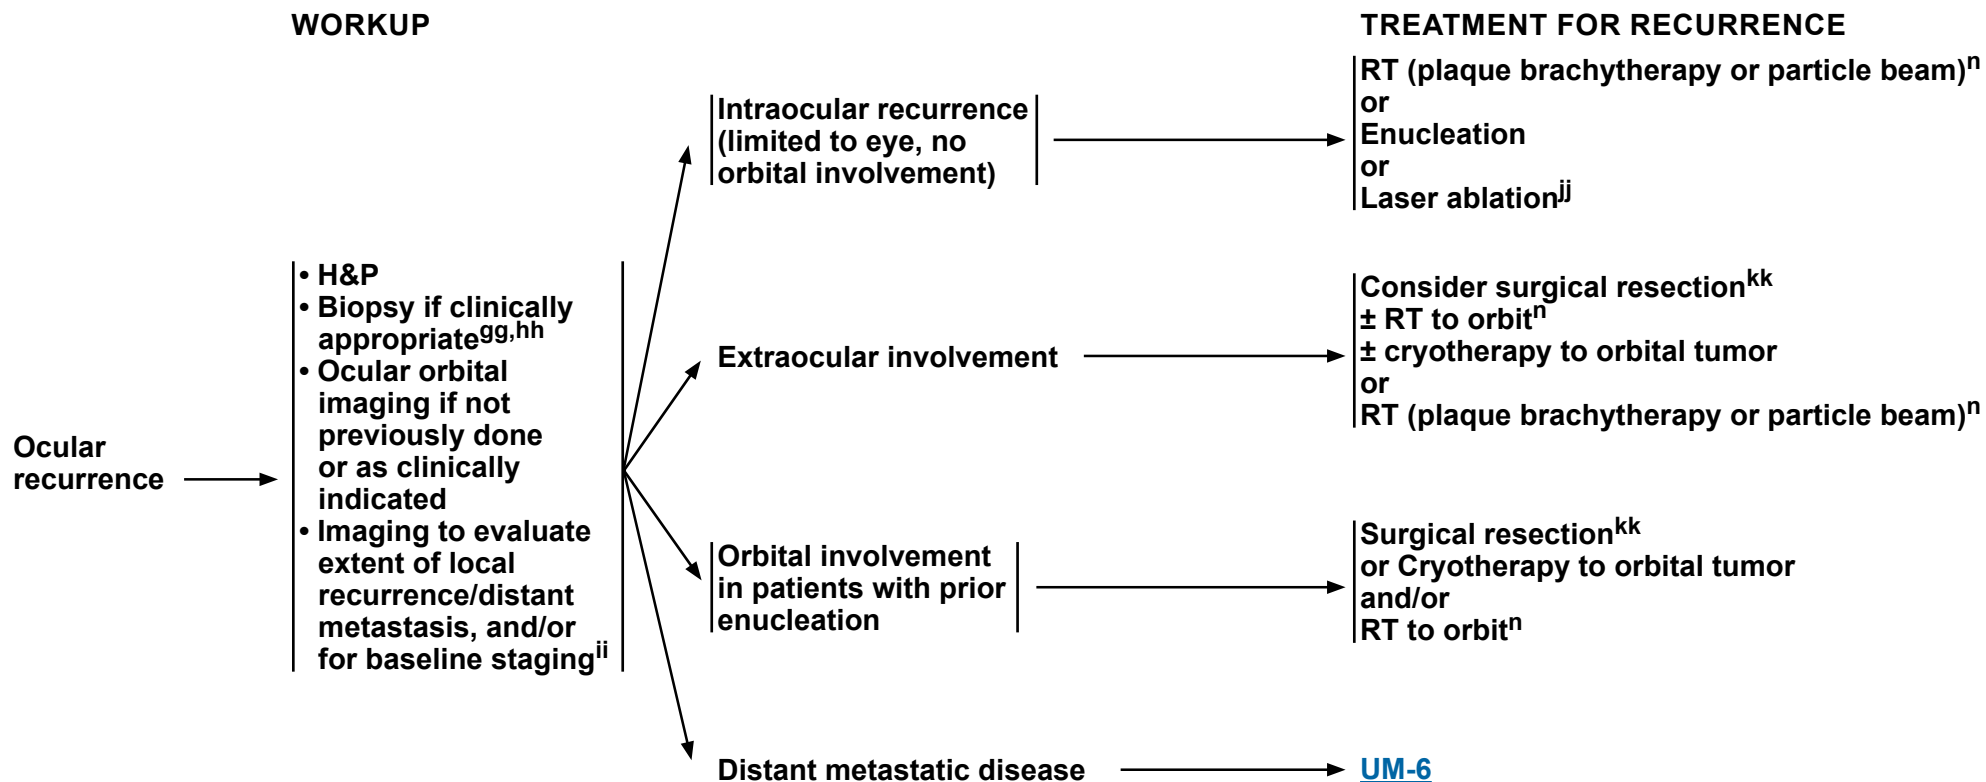 WORKUP
TREATMENT FOR RECURRENCE
Ocular
recurrence
• H&P
• Biopsy if clinically
appropriategg,hh
• Ocular orbital
imaging if not
previously done
or as clinically
indicated
• Imaging to evaluate
extent of local
recurrence/distant
metastasis, and/or
for baseline stagingii
Intraocular recurrence
(limited to eye, no
orbital involvement)
RT (plaque brachytherapy or particle beam)n
or
Enucleation
or
Laser ablationjj
Extraocular involvement
Consider surgical resectionkk
± RT to orbitn
± cryotherapy to orbital tumor
or
RT (plaque brachytherapy or particle beam)n
Orbital involvement
in patients with prior
enucleation
Surgical resectionkk
or Cryotherapy to orbital tumor
and/or
RT to orbitn
Distant metastatic disease
UM-6